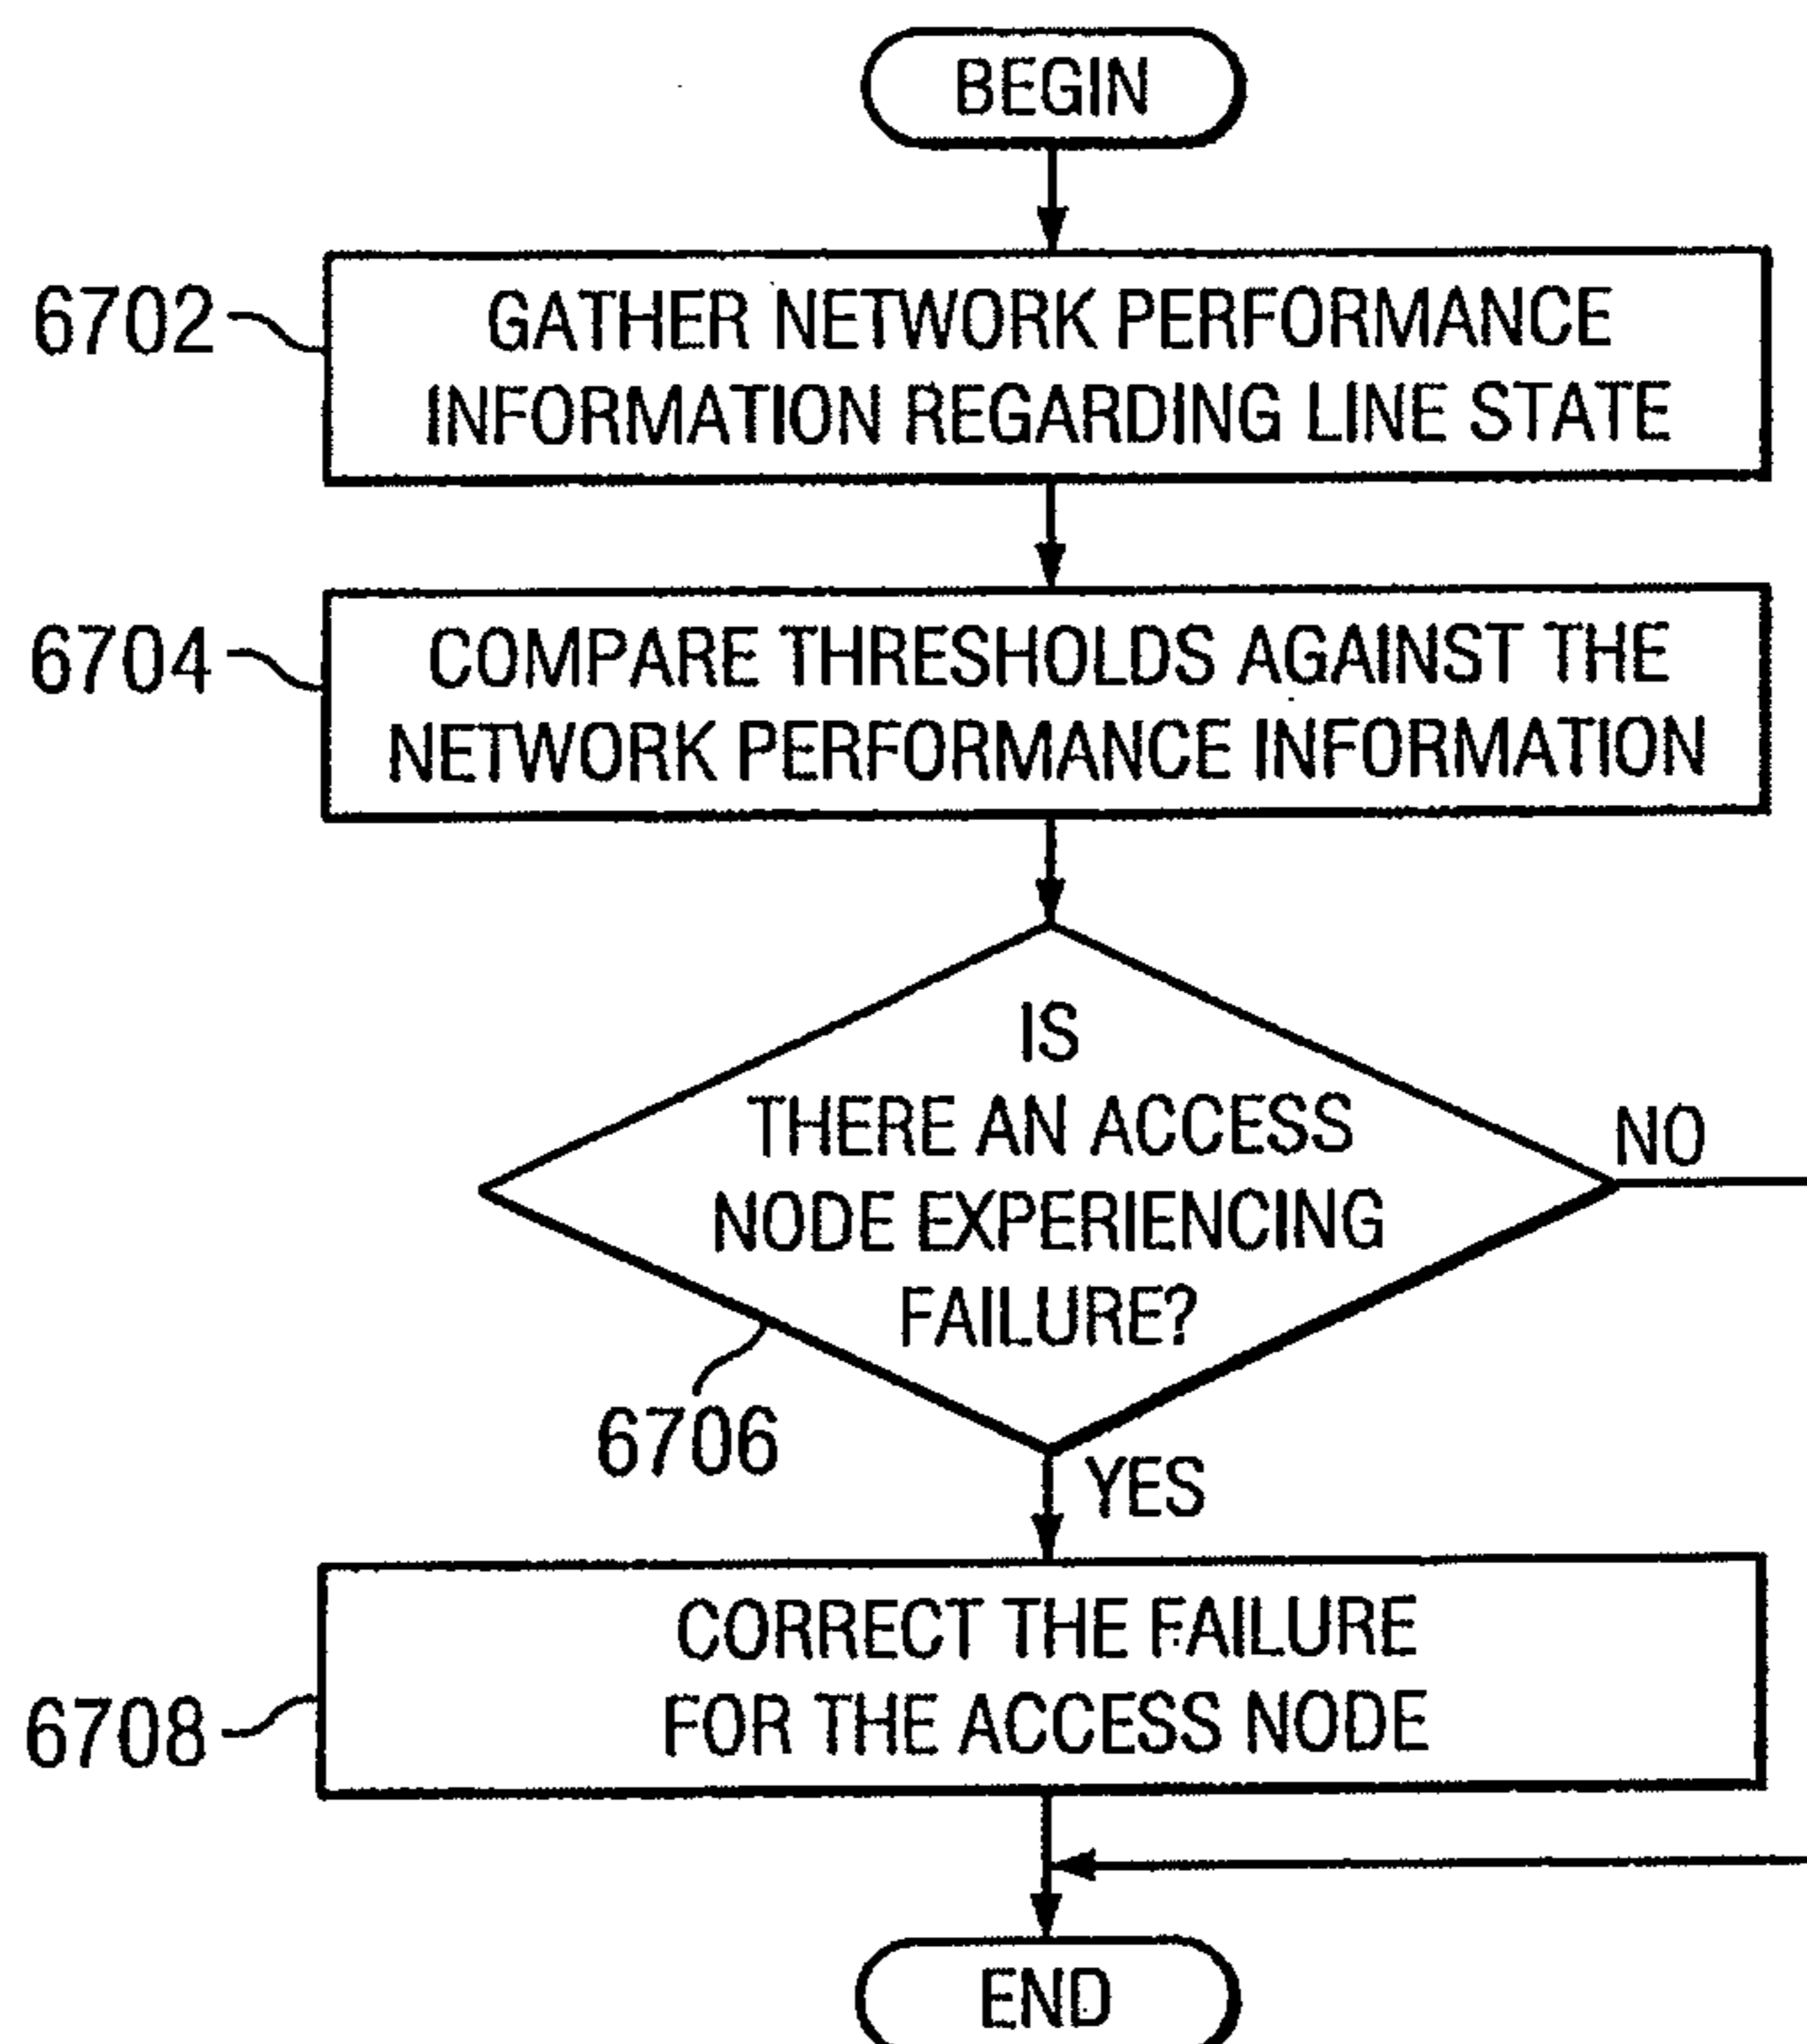 BEGIN
6702
GATHER NETWORK PERFORMANCE
INFORMATION REGARDING LINE STATE
6704
COMPARE THRESHOLDS AGAINST THE
NETWORK PERFORMANCE INFORMATION
IS
THERE AN ACCESS
NODE EXPERIENCING
FAILURE?
NO
6706
YES
CORRECT THE FAILURE
FOR THE ACCESS NODE
6708
END